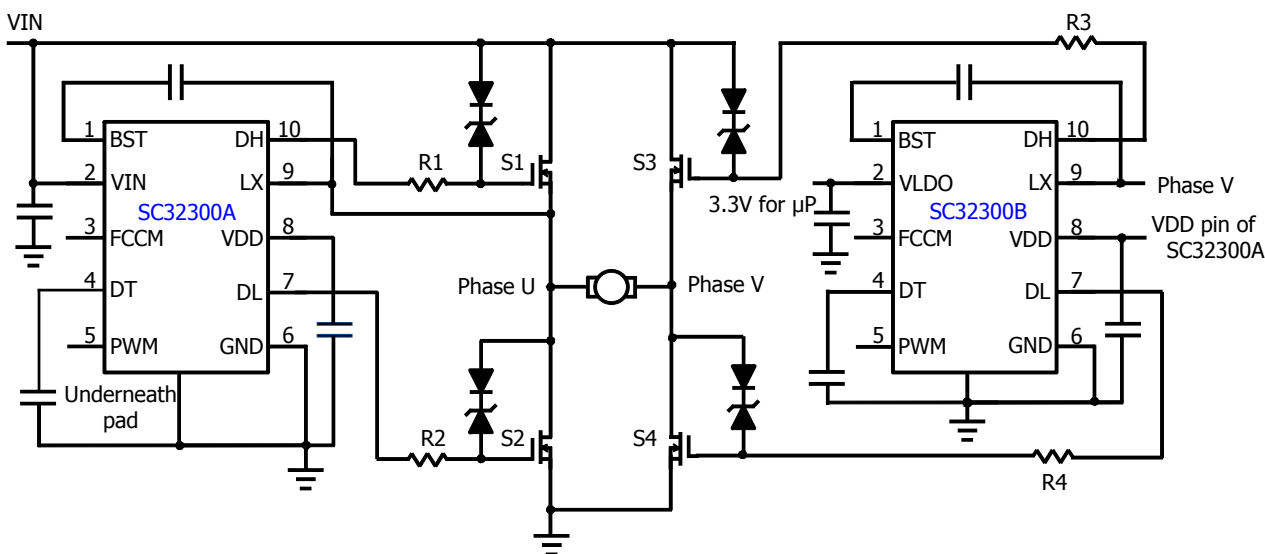 VIN
R3
1 BST DH 10
2 VIN LX 9
SC32300A
3 FCCM VDD 8
4 DT DL 7
5 PWM GND 6
Underneath
pad
R1
S1
R2
S2
Phase U
Phase V
S3
S4
3.3V for µP
1 BST DH 10
2 VLDO LX 9
SC32300B
3 FCCM VDD 8
4 DT DL 7
5 PWM GND 6
Phase V
VDD pin of
SC32300A
R4